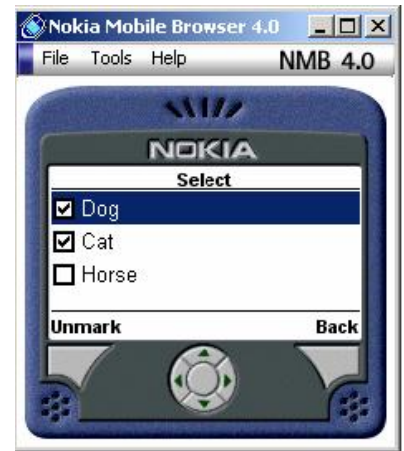 Nokia Mobile Browser 4.0
File Tools Help NMB 4.0
NOKIA
Select
Dog
Cat
Horse
Unmark Back